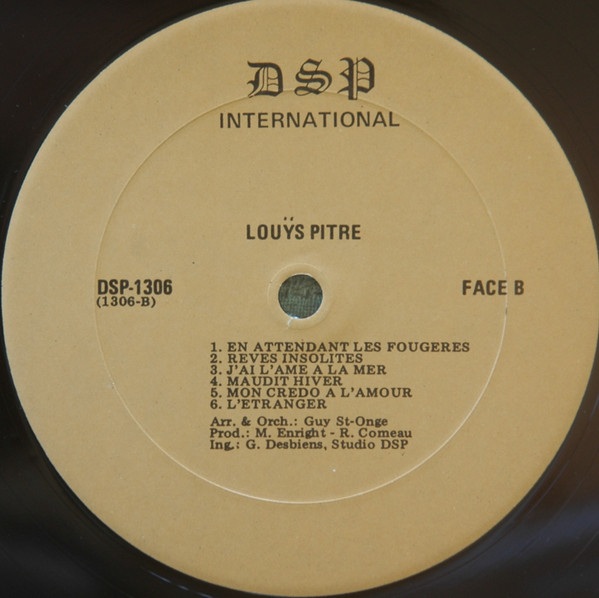 DSP
INTERNATIONAL
LOUŸS PITRE
DSP-1306
(1306-B)
FACE B
1. EN ATTENDANT LES FOUGERES
2. REVES INSOLITES
3. J'AI L'AME A LA MER
4. MAUDIT HIVER
5. MON CREDO A L'AMOUR
6. L'ETRANGER
Arr. & Orch.: Guy St-Onge
Prod.: M. Enright - R. Comeau
Ing.: G. Desbiens, Studio DSP